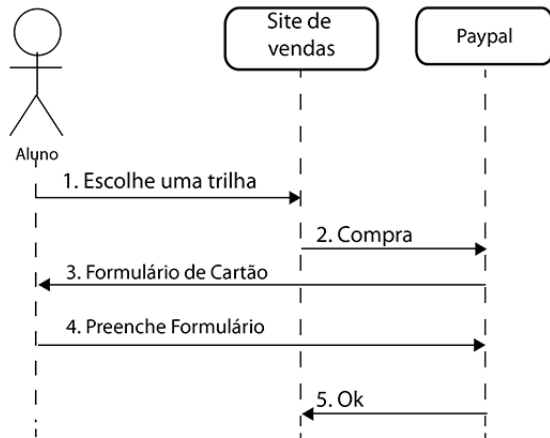 Site de
vendas
Paypal
Aluno
1. Escolhe uma trilha
2. Compra
3. Formulário de Cartão
4. Preenche Formulário
5. Ok